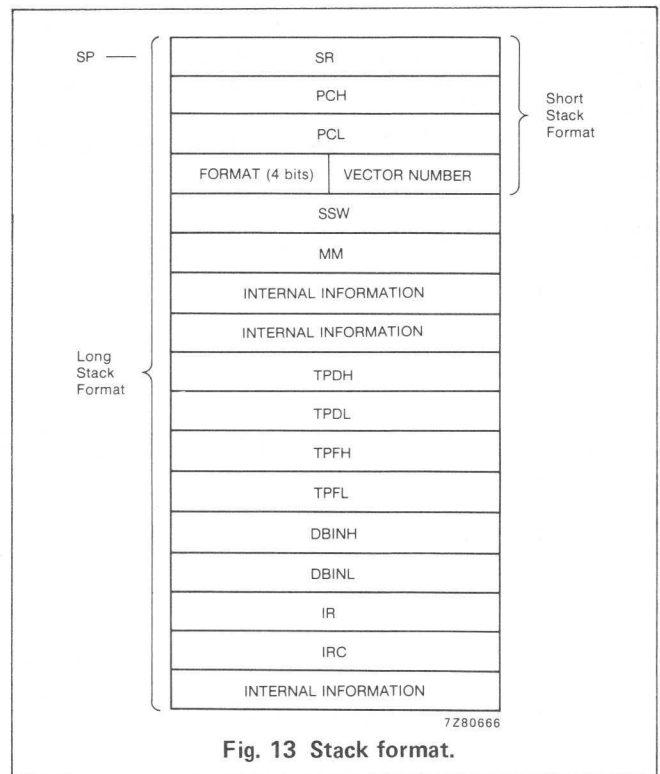 SP
SR
PCH
PCL
Short
Stack
Format
FORMAT (4 bits) VECTOR NUMBER
SSW
MM
INTERNAL INFORMATION
INTERNAL INFORMATION
Long
Stack
Format
TPDH
TPDL
TPFH
TPFL
DBINH
DBINL
IR
IRC
INTERNAL INFORMATION
7Z80666
Fig. 13 Stack format.